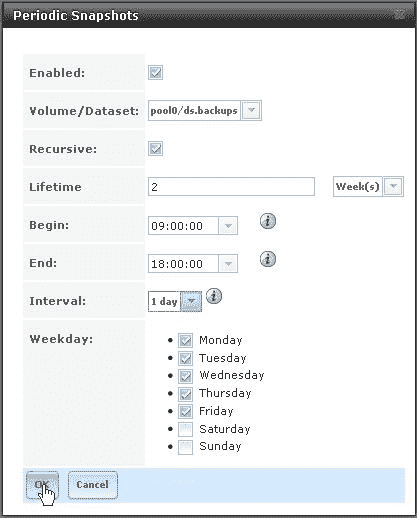 Periodic Snapshots
Enabled:
Volume/Dataset: pool0/ds.backups
Recursive:
Lifetime 2 Week(s)
Begin: 09:00:00
End: 18:00:00
Interval: 1 day
Weekday:
Monday
Tuesday
Wednesday
Thursday
Friday
Saturday
Sunday
OK Cancel